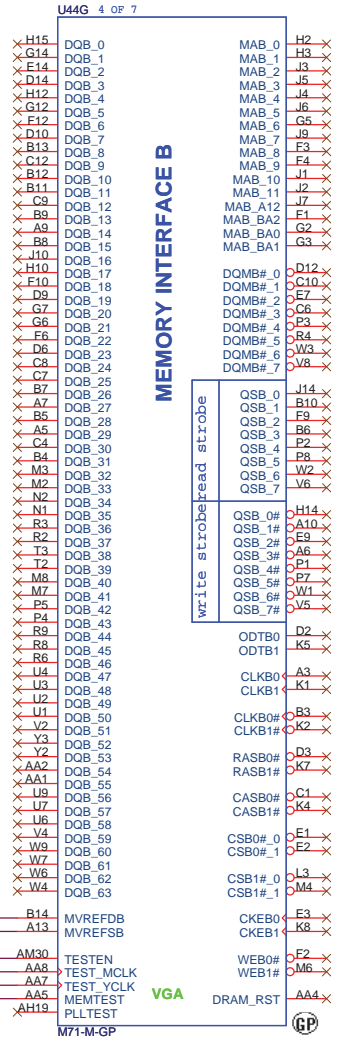 U44G 4 OF 7
H15 DQB_0
G14 DQB_1
E14 DQB_2
D14 DQB_3
H12 DQB_4
G12 DQB_5
F12 DQB_6
D10 DQB_7
B13 DQB_8
C12 DQB_9
B12 DQB_10
B11 DQB_11
C9 DQB_12
B9 DQB_13
A9 DQB_14
B8 DQB_15
J10 DQB_16
H10 DQB_17
F10 DQB_18
D9 DQB_19
G7 DQB_20
G6 DQB_21
F6 DQB_22
D6 DQB_23
C8 DQB_24
C7 DQB_25
B7 DQB_26
A7 DQB_27
B5 DQB_28
A5 DQB_29
C4 DQB_30
B4 DQB_31
M3 DQB_32
M2 DQB_33
N2 DQB_34
N1 DQB_35
R3 DQB_36
R2 DQB_37
T3 DQB_38
T2 DQB_39
M8 DQB_40
M7 DQB_41
P5 DQB_42
P4 DQB_43
R9 DQB_44
R8 DQB_45
R6 DQB_46
U4 DQB_47
U3 DQB_48
U2 DQB_49
U1 DQB_50
V2 DQB_51
Y3 DQB_52
Y2 DQB_53
AA2 DQB_54
AA1 DQB_55
U9 DQB_56
U7 DQB_57
U6 DQB_58
V4 DQB_59
W9 DQB_60
W7 DQB_61
W6 DQB_62
W4 DQB_63
B14 MVREFDB
A13 MVREFSB
AM30 TESTEN
AA8 TEST_MCLK
AA7 TEST_YCLK
AA5 MEMTEST
AH19 PLLTEST
MEMORY INTERFACE B
MAB_0 H2
MAB_1 H3
MAB_2 J3
MAB_3 J5
MAB_4 J4
MAB_5 J6
MAB_6 G5
MAB_7 J9
MAB_8 F3
MAB_9 F4
MAB_10 J1
MAB_11 J2
MAB_A12 J7
MAB_BA2 F1
MAB_BA0 G2
MAB_BA1 G3
DQMB#_0 D12
DQMB#_1 C10
DQMB#_2 E7
DQMB#_3 C6
DQMB#_4 P3
DQMB#_5 R4
DQMB#_6 W3
DQMB#_7 V8
read strobe
QSB_0 J14
QSB_1 B10
QSB_2 F9
QSB_3 B6
QSB_4 P2
QSB_5 P8
QSB_6 W2
QSB_7 V6
write strobe
QSB_0# H14
QSB_1# A10
QSB_2# E9
QSB_3# A6
QSB_4# P1
QSB_5# P7
QSB_6# W1
QSB_7# V5
ODTB0 D2
ODTB1 K5
CLKB0 A3
CLKB1 K1
CLKB0# B3
CLKB1# K2
RASB0# D3
RASB1# K7
CASB0# C1
CASB1# K4
CSB0#_0 E1
CSB0#_1 E2
CSB1#_0 L3
CSB1#_1 M4
CKEB0 E3
CKEB1 K8
WEB0# F2
WEB1# M6
DRAM_RST AA4
VGA
M71-M-GP
GP